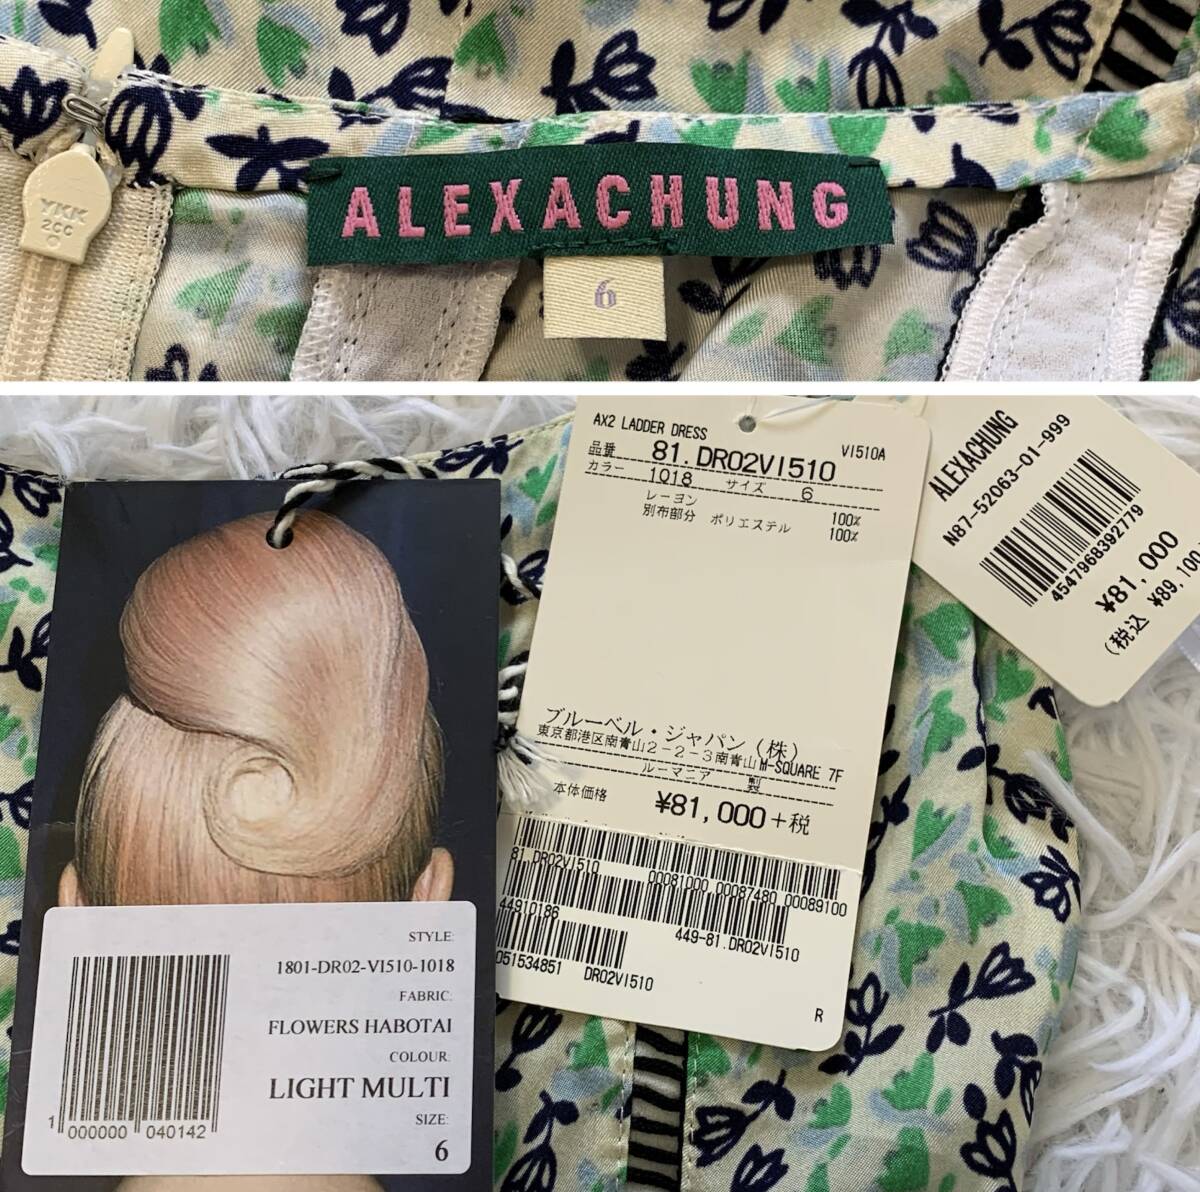 YKK
2CC
ALEXACHUNG
6
AX2 LADDER DRESS
VI510A
品番 81.DR02VI510
カラー 1018 サイズ 6
レーヨン 100%
別布部分 ポリエステル 100%
ブルーベル・ジャパン(株)
東京都港区南青山2-2-3南青山M-SQUARE 7F
ルーマニア 製
本体価格 ¥81,000+税
81.DR02VI510 00081000 00087480 00089100
44910186 449-81.DR02VI510
051534851 DR02VI510
R
ALEXACHUNG
N87-52063-01-999
4547968392779
¥81,000
(税込 ¥89,100
STYLE:
1801-DR02-VI510-1018
FABRIC:
FLOWERS HABOTAI
COLOUR:
LIGHT MULTI
SIZE:
6
1 000000 040142